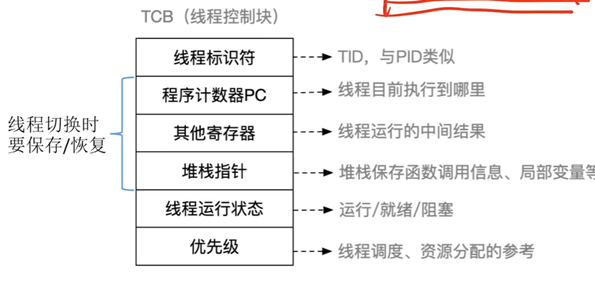 TCB（线程控制块）
线程标识符
TID，与PID类似
程序计数器PC
线程目前执行到哪里
线程切换时
要保存/恢复
其他寄存器
线程运行的中间结果
堆栈指针
堆栈保存函数调用信息、局部变量等
线程运行状态
运行/就绪/阻塞
优先级
线程调度、资源分配的参考